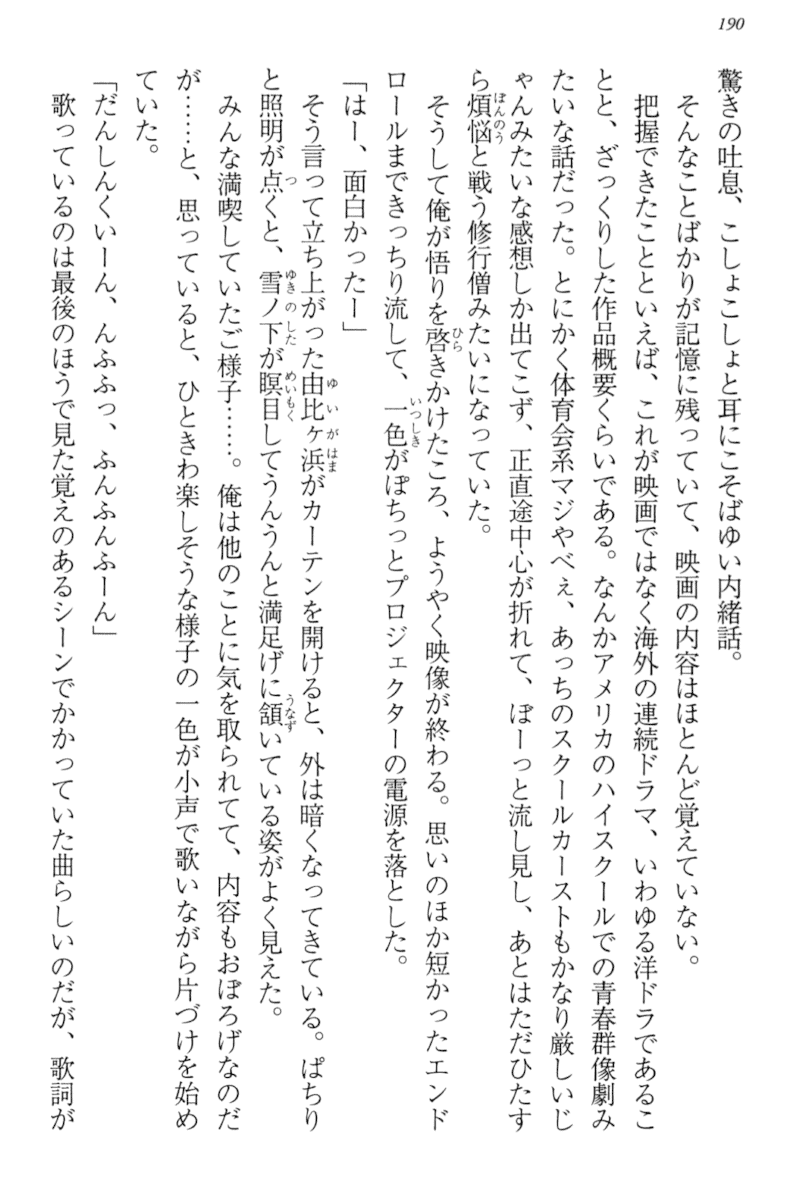 190
驚きの吐息、こしょこしょと耳にこそばゆい内緒話。
そんなことばかりが記憶に残っていて、映画の内容はほとんど覚えていない。
把握できたことといえば、これが映画ではなく海外の連続ドラマ、いわゆる洋ドラであるこ
とと、ざっくりした作品概要くらいである。なんかアメリカのハイスクールでの青春群像劇み
たいな話だった。とにかく体育会系マジやべぇ、あっちのスクールカーストもかなり厳しいじ
ゃんみたいな感想しか出てこず、正直途中心が折れて、ぼーっと流し見し、あとはただひたす
ら煩悩と戦う修行僧みたいになっていた。
そうして俺が悟りを啓きかけたころ、ようやく映像が終わる。思いのほか短かったエンド
ロールまできっちり流して、一色がぽちっとプロジェクターの電源を落とした。
「はー、面白かったー」
そう言って立ち上がった由比ヶ浜がカーテンを開けると、外は暗くなってきている。ぱちり
と照明が点くと、雪ノ下が瞑目してうんうんと満足げに頷いている姿がよく見えた。
みんな満喫していたご様子……。俺は他のことに気を取られてて、内容もおぼろげなのだ
が……と、思っていると、ひときわ楽しそうな様子の一色が小声で歌いながら片づけを始め
ていた。
「だんしんくいーん、んふふっ、ふんふんふーん」
歌っているのは最後のほうで見た覚えのあるシーンでかかっていた曲らしいのだが、歌詞が